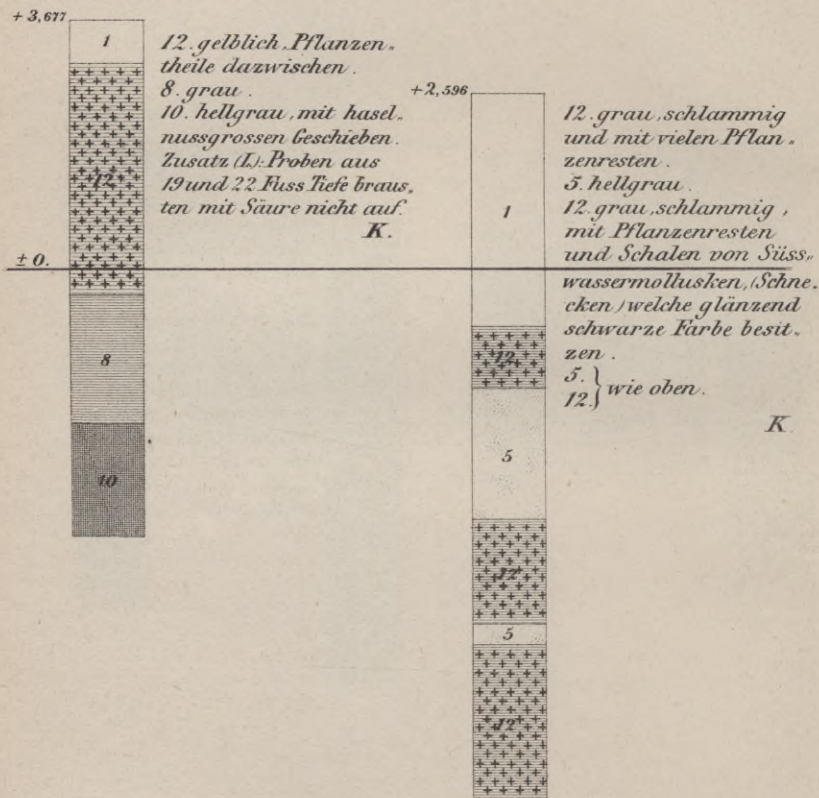 + 3,677
1
12
8
10
12. gelblich, Pflanzen-
theile dazwischen.
8. grau.
10. hellgrau, mit hasel-
nussgrossen Geschieben.
Zusatz (L): Proben aus
19 und 22 Fuss Tiefe braus-
ten mit Säure nicht auf.
K.
± 0.
+2,596
1
12
5
12
5
12
12. grau, schlammig
und mit vielen Pflan-
zenresten.
5. hellgrau.
12. grau, schlammig,
mit Pflanzenresten
und Schalen von Süss-
wassermollusken, (Schne-
cken) welche glänzend
schwarze Farbe besit-
zen.
5.
12.} wie oben.
K.